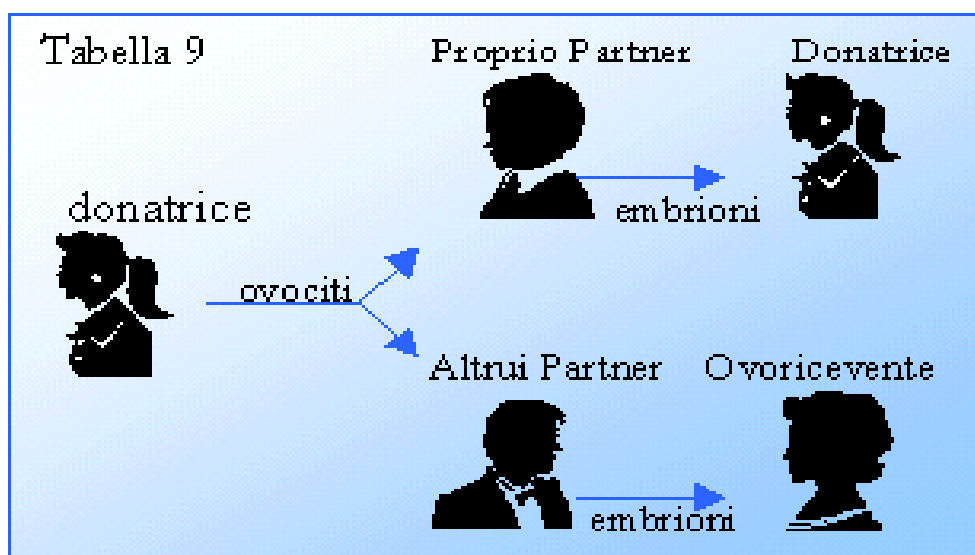 Tabella 9
Proprio Partner
Donatrice
embrioni
donatrice
ovociti
Altrui Partner
Ovoricevente
embrioni